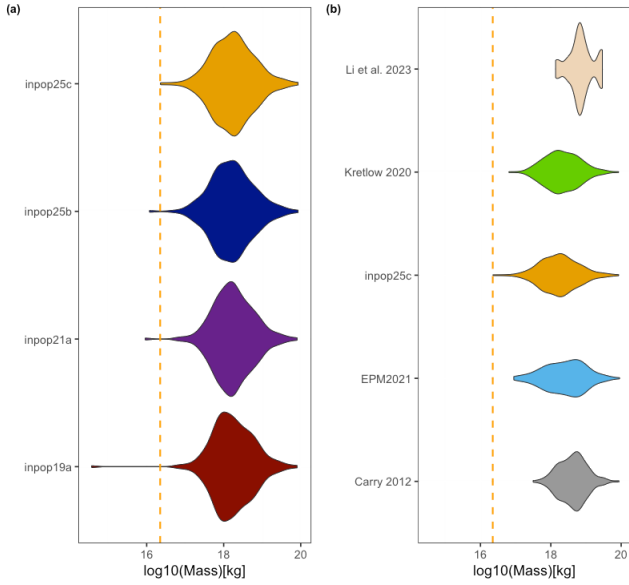 (a)
inpop25c
inpop25b
inpop21a
inpop19a
16 18 20
log10(Mass)[kg]
(b)
Li et al. 2023
Kretlow 2020
inpop25c
EPM2021
Carry 2012
16 18 20
log10(Mass)[kg]